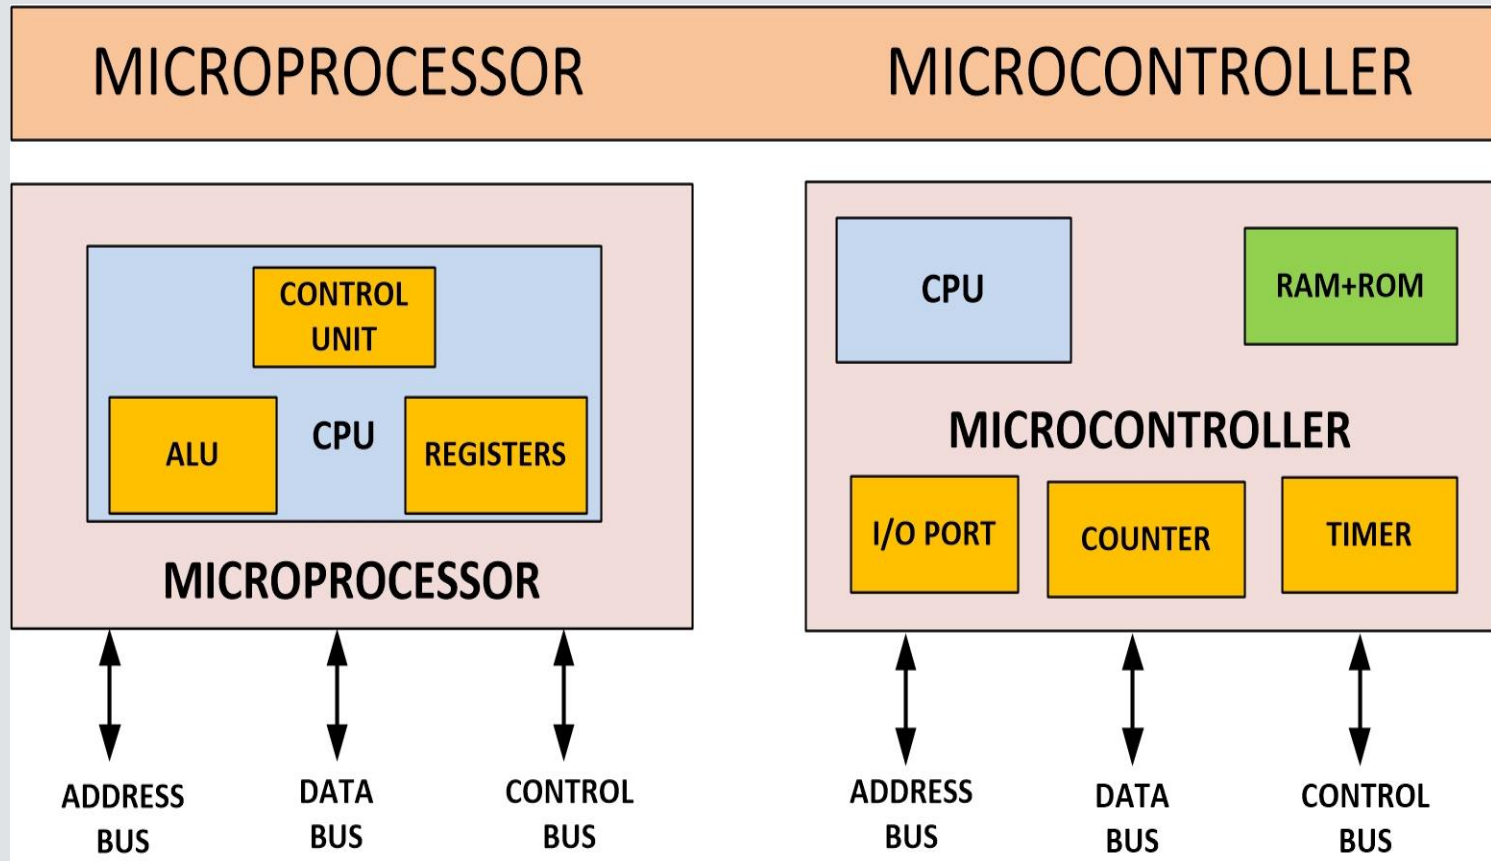 MICROPROCESSOR
MICROCONTROLLER
CONTROL
UNIT
ALU
CPU
REGISTERS
MICROPROCESSOR
ADDRESS
BUS
DATA
BUS
CONTROL
BUS
CPU
RAM+ROM
MICROCONTROLLER
I/O PORT
COUNTER
TIMER
ADDRESS
BUS
DATA
BUS
CONTROL
BUS